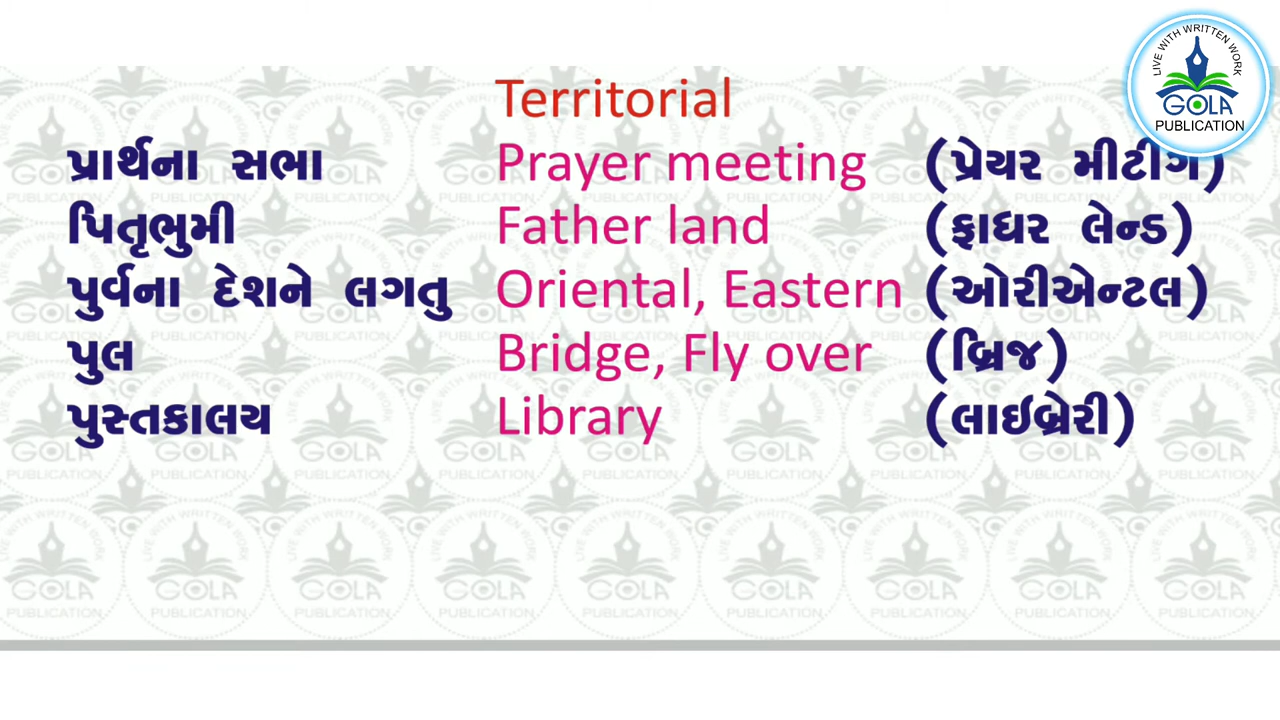 LIVE WITH WRITTEN WORK
GOLA
PUBLICATION
Territorial
પ્રાર્થના સભા Prayer meeting (પ્રેયર મીટીંગ)
પિતૃભુમી Father land (ફાધર લેન્ડ)
પુર્વના દેશને લગતુ Oriental, Eastern (ઓરીએન્ટલ)
પુલ Bridge, Fly over (બ્રિજ)
પુસ્તકાલય Library (લાઇબ્રેરી)